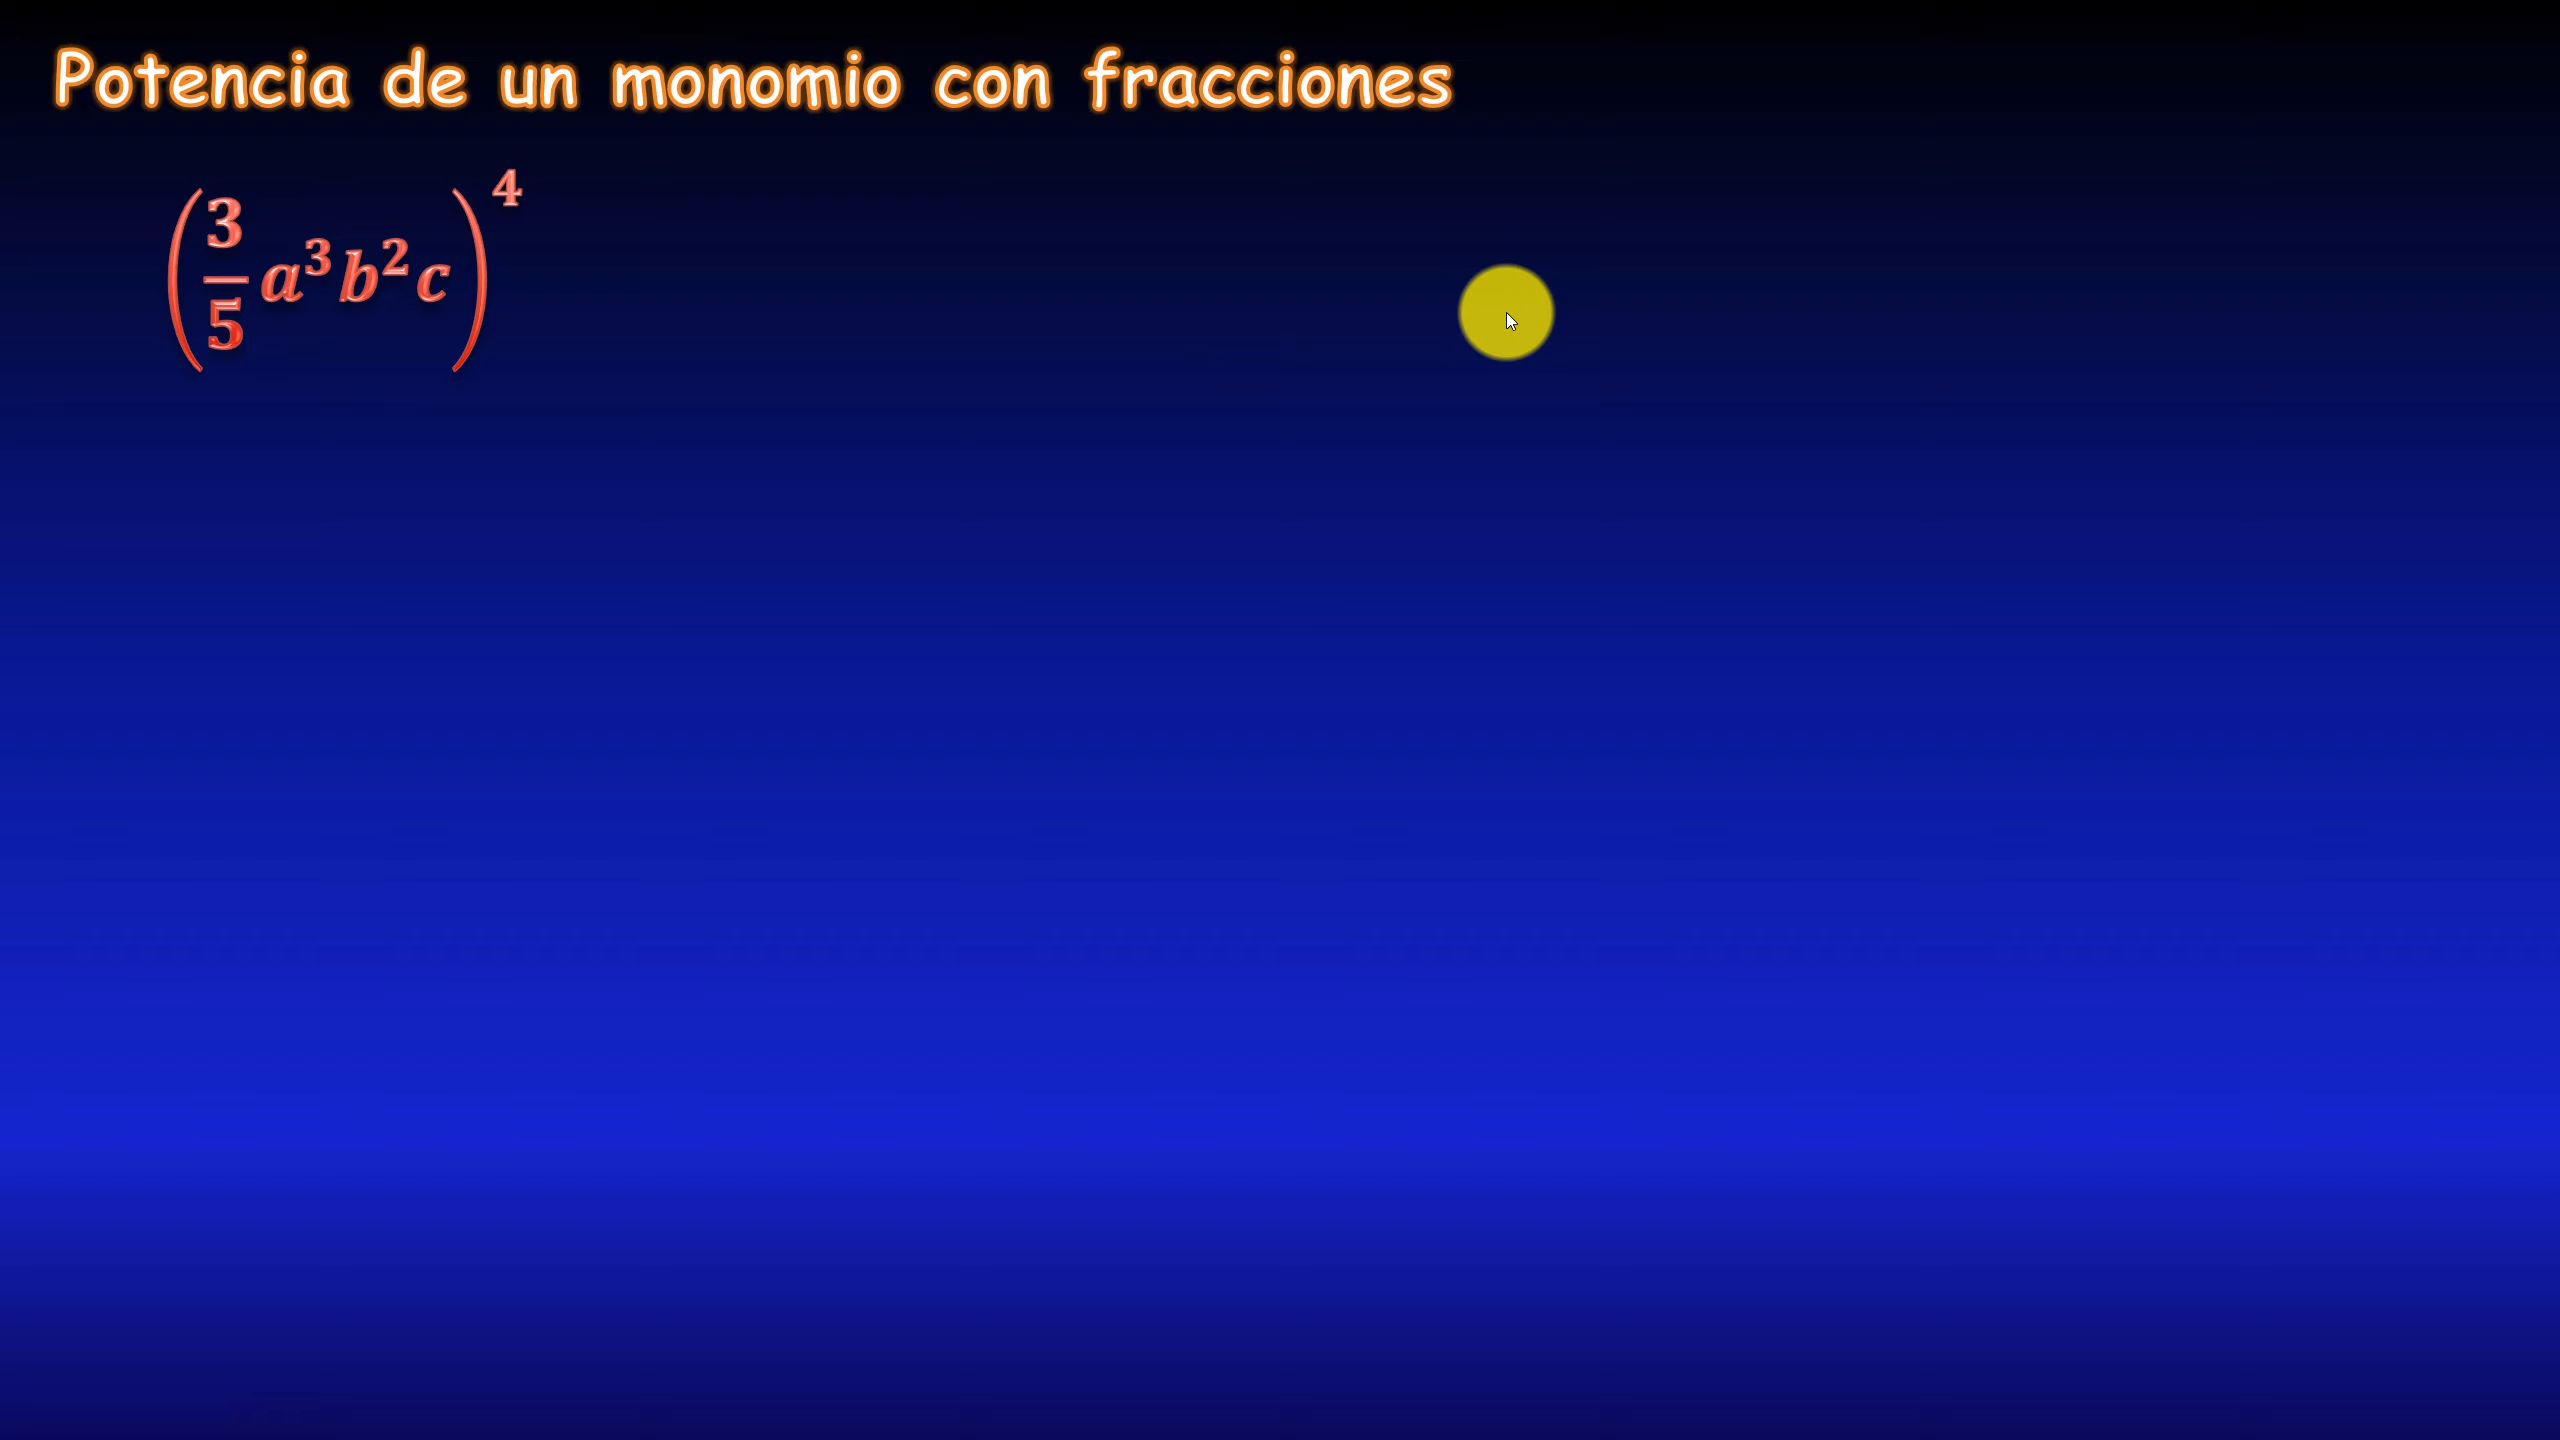 Potencia de un monomio con fracciones
(3/5 a³b²c)⁴